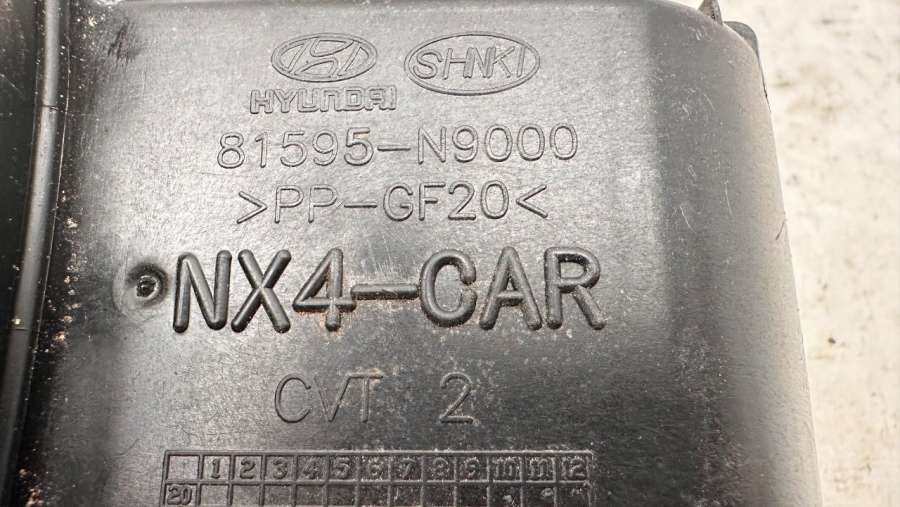 HYUNDAI SHNKI
81595-N9000
>PP-GF20<
NX4-CAR
CVT 2
1 2 3 4 5 6 7 8 9 10 11 12
20